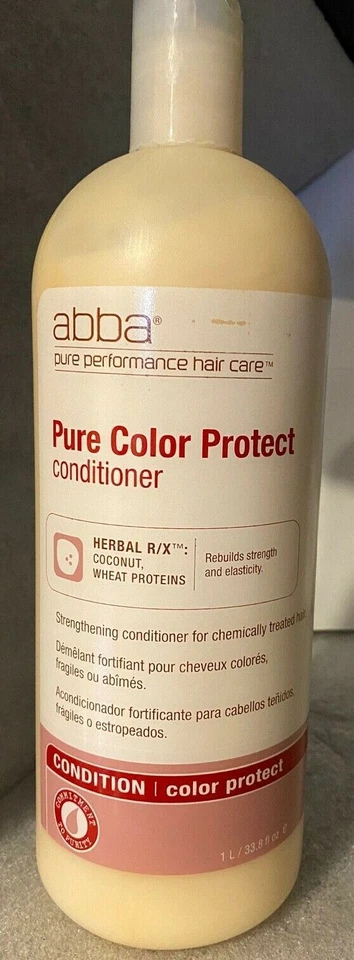 abba®
pure performance hair care™
Pure Color Protect
conditioner
HERBAL R/X™:
COCONUT,
WHEAT PROTEINS
Rebuilds strength
and elasticity.
Strengthening conditioner for chemically treated hair.
Démêlant fortifiant pour cheveux colorés,
fragiles ou abîmés.
Acondicionador fortificante para cabellos teñidos,
frágiles o estropeados.
CONDITION | color protect
COMMITMENT
TO PURITY
1 L / 33.8 fl oz e